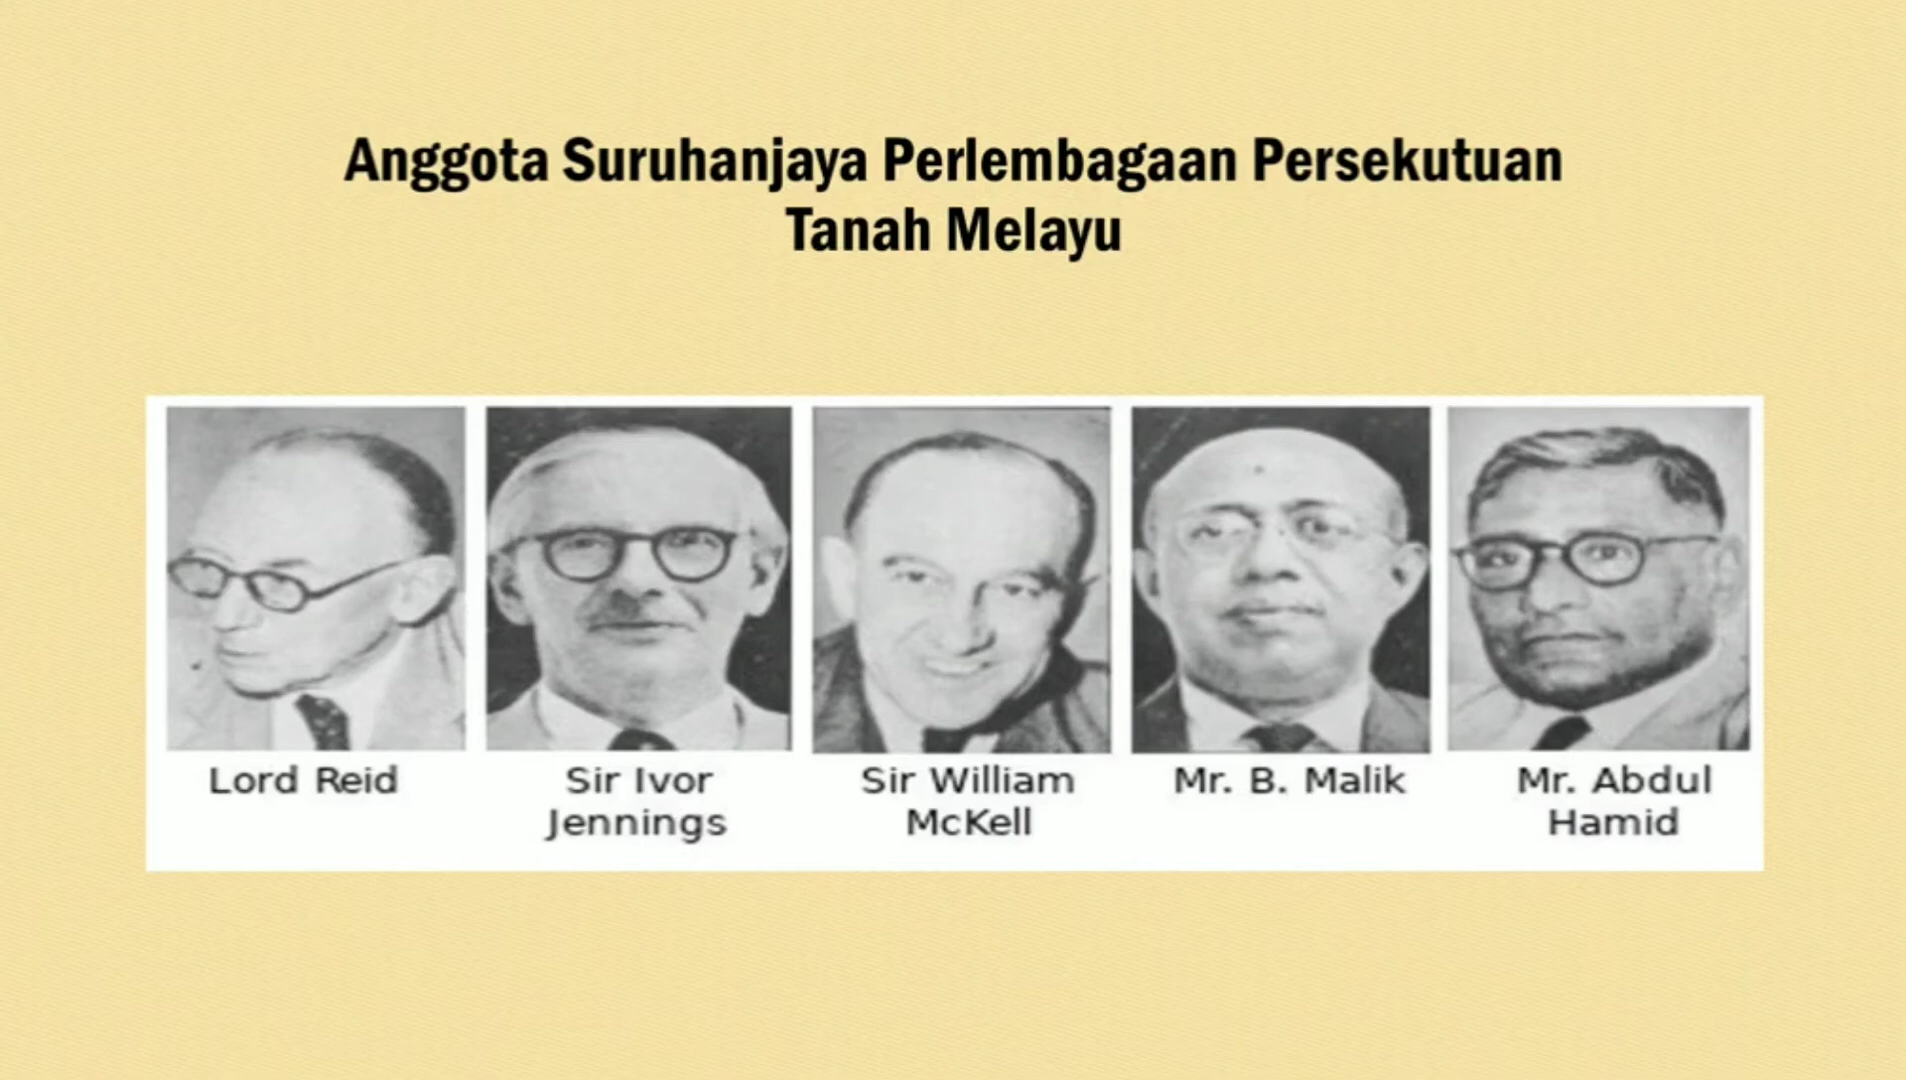 Anggota Suruhanjaya Perlembagaan Persekutuan
Tanah Melayu
Lord Reid
Sir Ivor
Jennings
Sir William
McKell
Mr. B. Malik
Mr. Abdul
Hamid